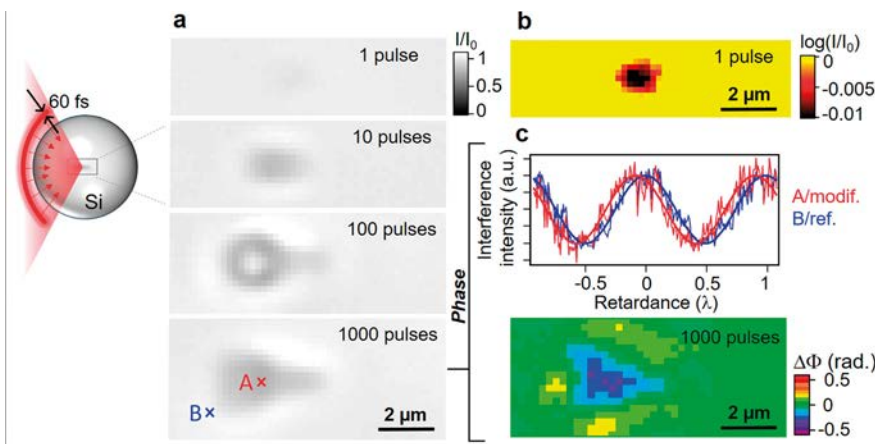 a
I/I0
1
0.5
0
1 pulse
10 pulses
100 pulses
1000 pulses
A
B
2 µm
60 fs
Si
Phase
b
1 pulse
2 µm
log(I/I0)
0
-0.005
-0.01
c
Interference
intensity (a.u.)
A/modif.
B/ref.
-0.5
0
0.5
1
Retardance (λ)
1000 pulses
2 µm
ΔΦ (rad.)
0.5
0
-0.5